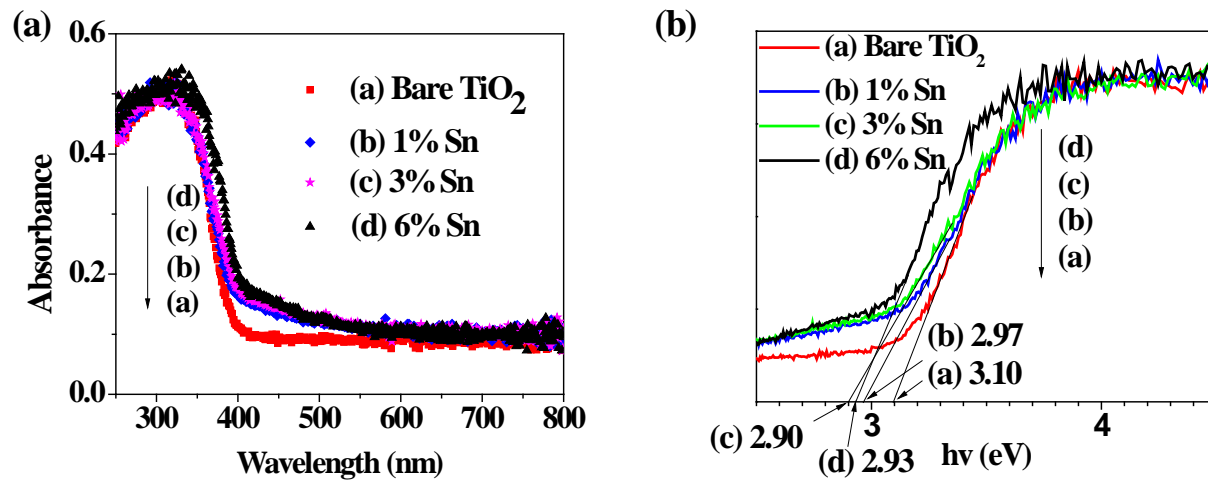 (a)
0.6
0.4
0.2
0.0
Absorbance
300
400
500
600
700
800
Wavelength (nm)
(a) Bare TiO2
(b) 1% Sn
(c) 3% Sn
(d) 6% Sn
(d)
(c)
(b)
(a)
(b)
(a) Bare TiO2
(b) 1% Sn
(c) 3% Sn
(d) 6% Sn
(d)
(c)
(b)
(a)
(b) 2.97
(a) 3.10
3
4
(c) 2.90
(d) 2.93
hv (eV)